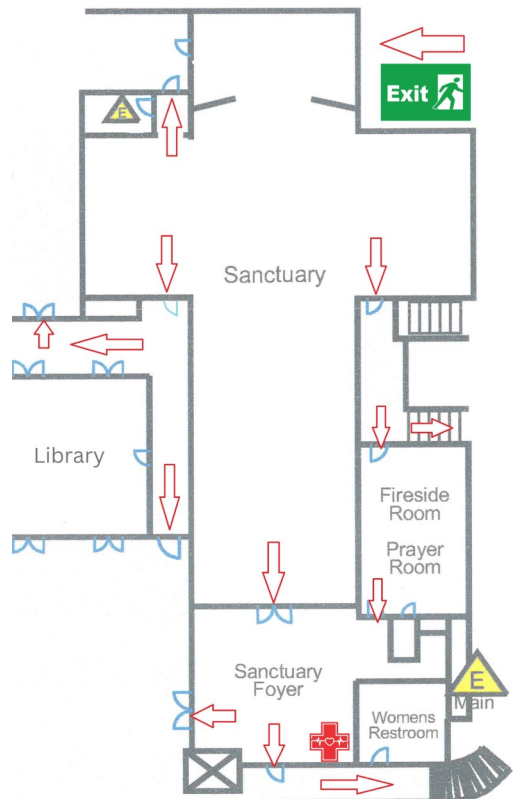 Exit
E
Sanctuary
Library
Fireside
Room
Prayer
Room
Sanctuary
Foyer
E
Main
Womens
Restroom